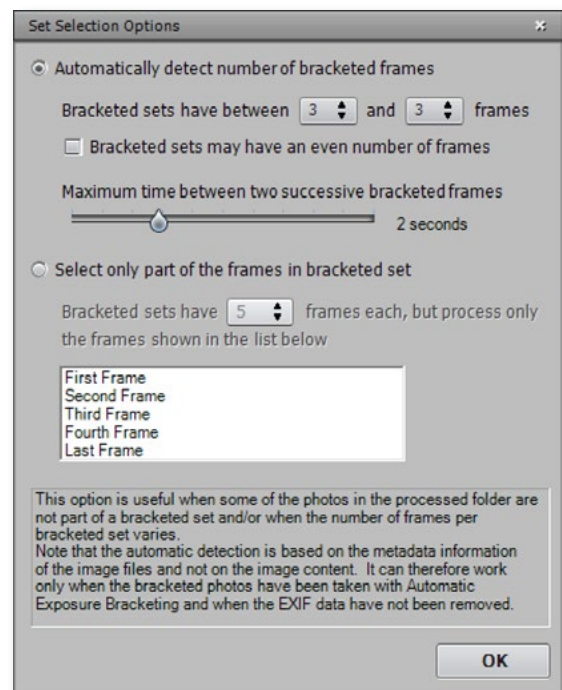 Set Selection Options
Automatically detect number of bracketed frames
Bracketed sets have between 3 and 3 frames
Bracketed sets may have an even number of frames
Maximum time between two successive bracketed frames
2 seconds
Select only part of the frames in bracketed set
Bracketed sets have 5 frames each, but process only
the frames shown in the list below
First Frame
Second Frame
Third Frame
Fourth Frame
Last Frame
This option is useful when some of the photos in the processed folder are
not part of a bracketed set and/or when the number of frames per
bracketed set varies.
Note that the automatic detection is based on the metadata information
of the image files and not on the image content. It can therefore work
only when the bracketed photos have been taken with Automatic
Exposure Bracketing and when the EXIF data have not been removed.
OK